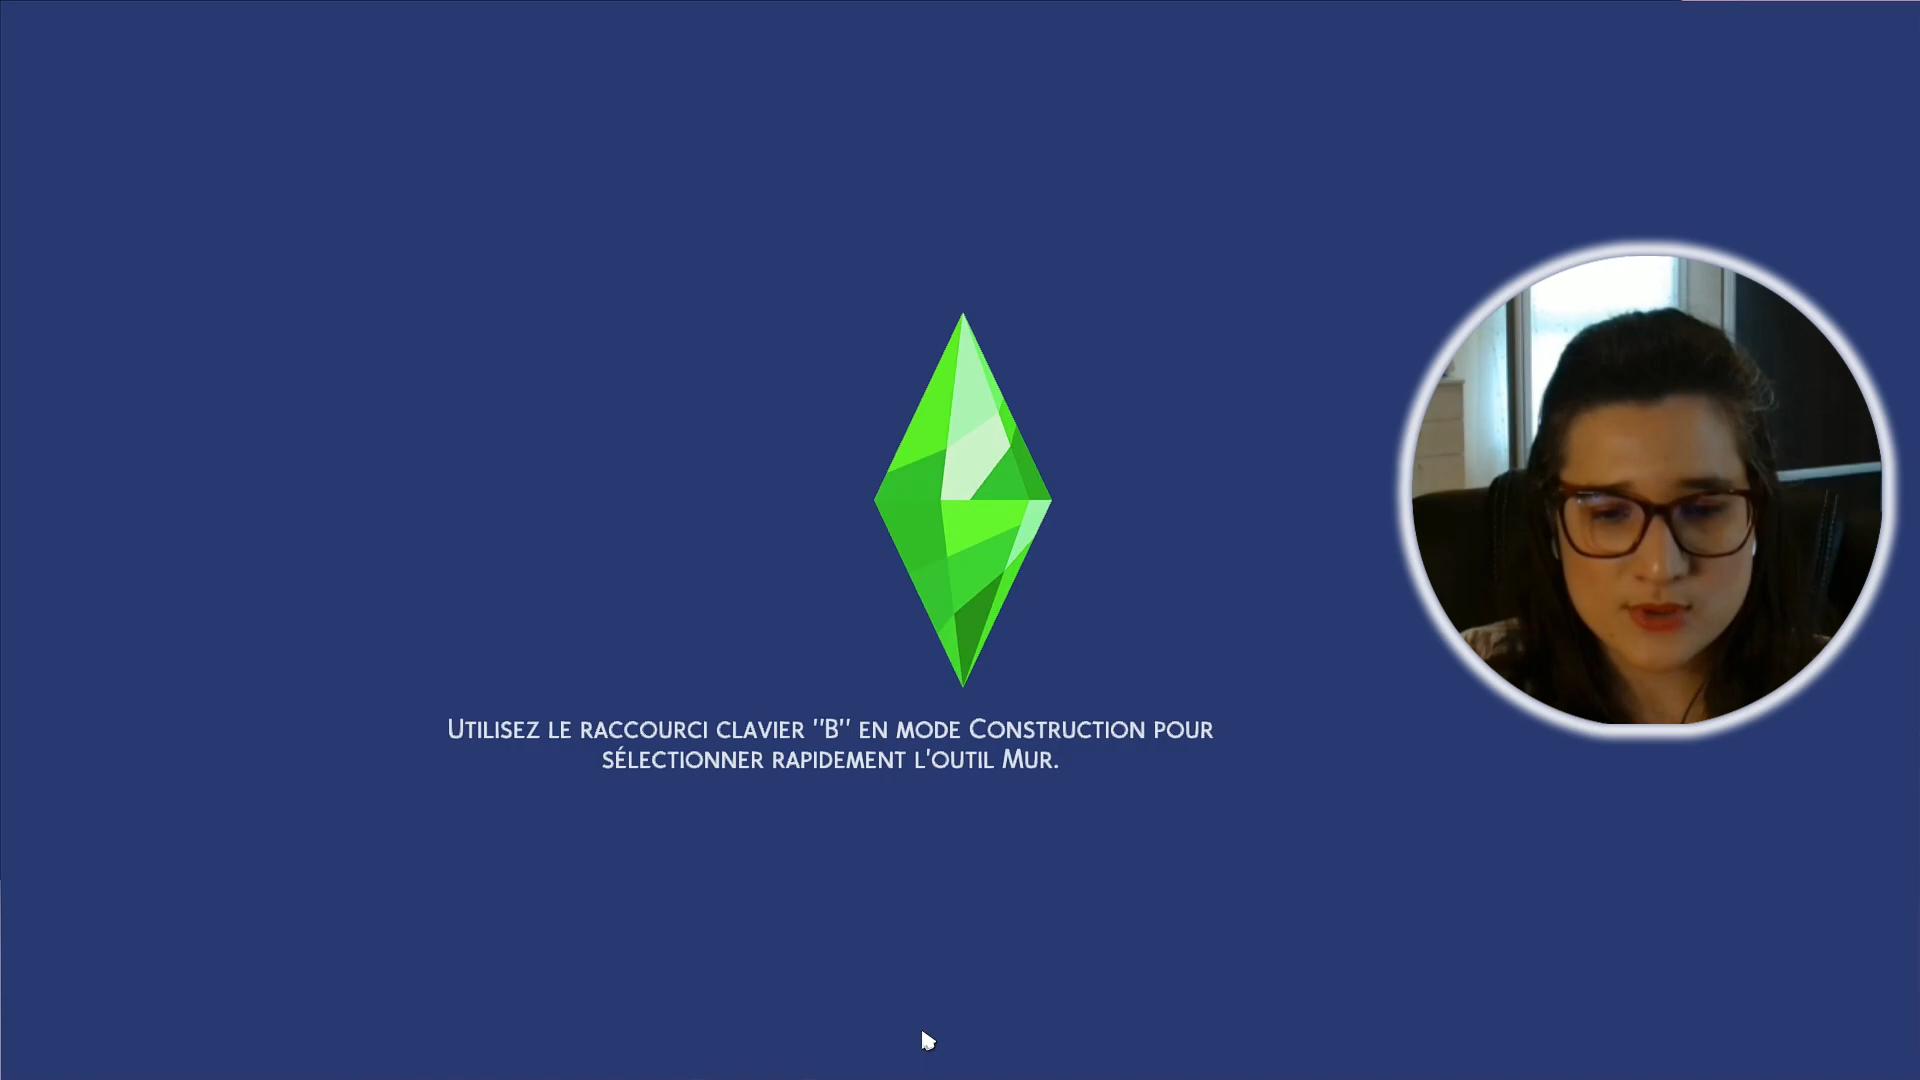 Utilisez le raccourci clavier "B" en mode Construction pour
sélectionner rapidement l'outil Mur.